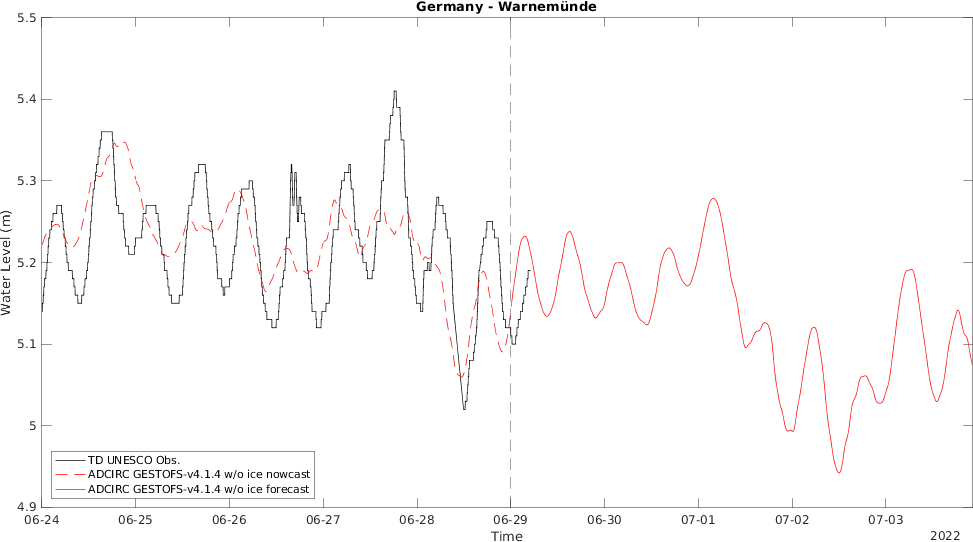 Germany - Warnemünde
5.5
5.4
5.3
5.2
5.1
5
4.9
Water Level (m)
TD UNESCO Obs.
ADCIRC GESTOFS-v4.1.4 w/o ice nowcast
ADCIRC GESTOFS-v4.1.4 w/o ice forecast
06-24 06-25 06-26 06-27 06-28 06-29 06-30 07-01 07-02 07-03
Time
2022